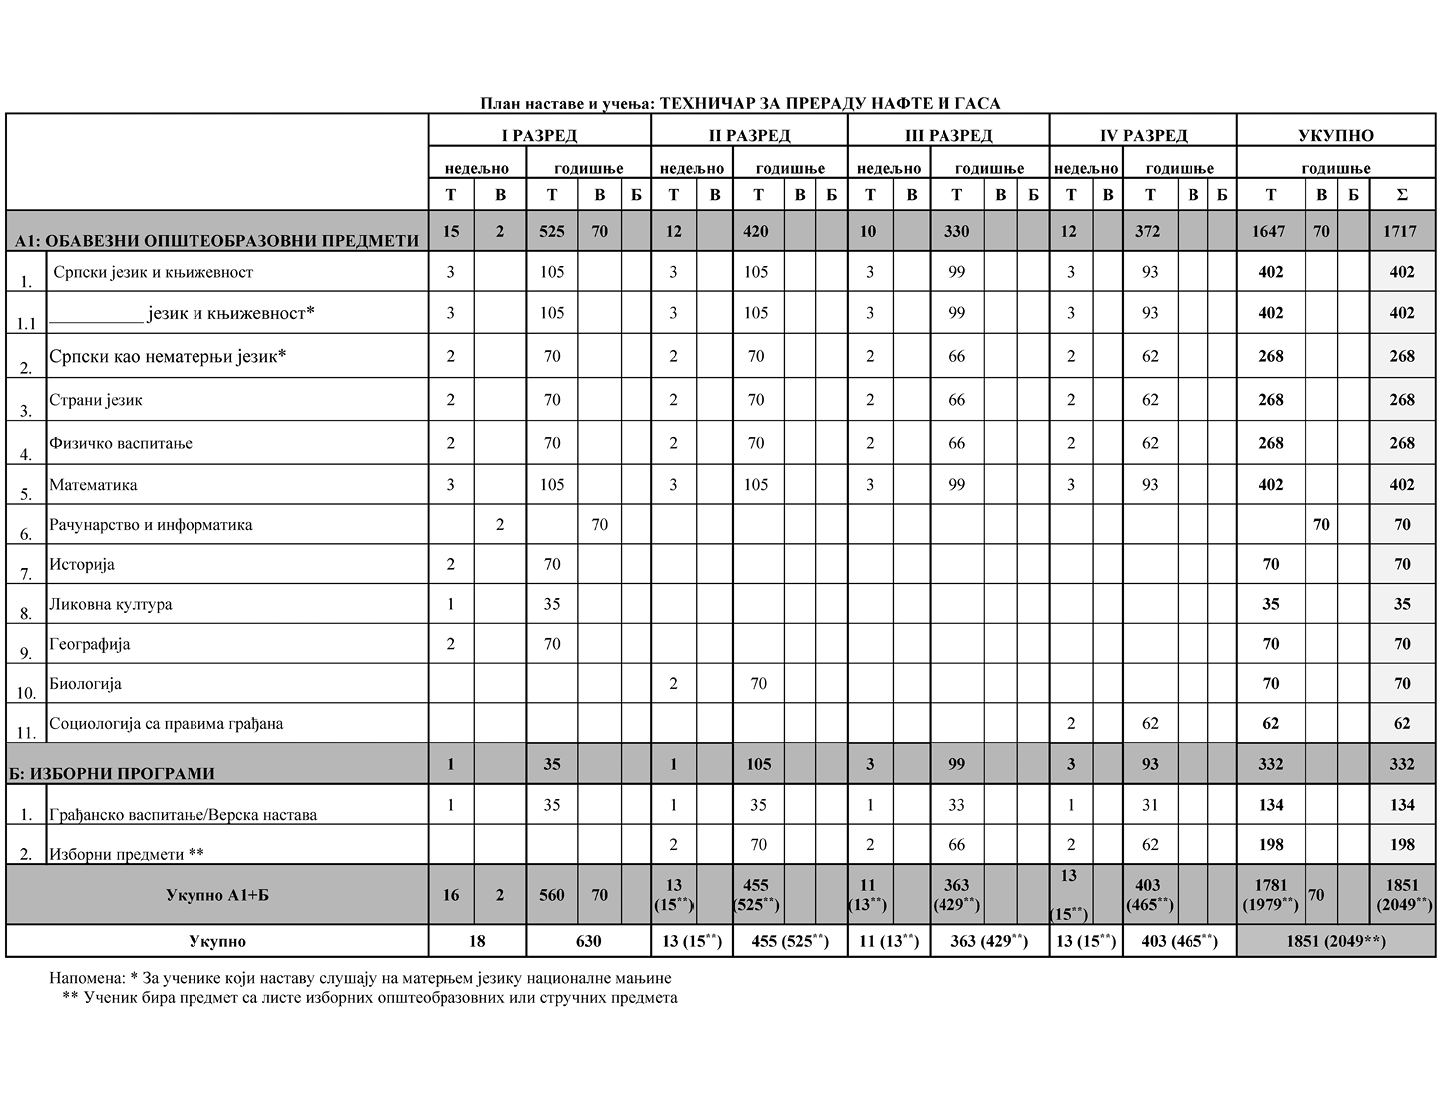 План наставе и учења: ТЕХНИЧАР ЗА ПРЕРАДУ НАФТЕ И ГАСА
I РАЗРЕД II РАЗРЕД III РАЗРЕД IV РАЗРЕД УКУПНО
недељно годишње недељно годишње недељно годишње недељно годишње годишње
Т В Т В Б Т В Т В Б Т В Т В Б Т В Т В Б Т В Б Σ
А1: ОБАВЕЗНИ ОПШТЕОБРАЗОВНИ ПРЕДМЕТИ 15 2 525 70 12 420 10 330 12 372 1647 70 1717
1. Српски језик и књижевност 3 105 3 105 3 99 3 93 402 402
1.1 ___________ језик и књижевност* 3 105 3 105 3 99 3 93 402 402
2. Српски као нематерњи језик* 2 70 2 70 2 66 2 62 268 268
3. Страни језик 2 70 2 70 2 66 2 62 268 268
4. Физичко васпитање 2 70 2 70 2 66 2 62 268 268
5. Математика 3 105 3 105 3 99 3 93 402 402
6. Рачунарство и информатика 2 70 70 70
7. Историја 2 70 70 70
8. Ликовна култура 1 35 35 35
9. Географија 2 70 70 70
10. Биологија 2 70 70 70
11. Социологија са правима грађана 2 62 62 62
Б: ИЗБОРНИ ПРОГРАМИ 1 35 1 105 3 99 3 93 332 332
1. Грађанско васпитање/Верска настава 1 35 1 35 1 33 1 31 134 134
2. Изборни предмети ** 2 70 2 66 2 62 198 198
Укупно А1+Б 16 2 560 70 13 (15**) 455 (525**) 11 (13**) 363 (429**) 13 (15**) 403 (465**) 1781 (1979**) 70 1851 (2049**)
Укупно 18 630 13 (15**) 455 (525**) 11 (13**) 363 (429**) 13 (15**) 403 (465**) 1851 (2049**)
Напомена: * За ученике који наставу слушају на матерњем језику националне мањине
** Ученик бира предмет са листе изборних општеобразовних или стручних предмета